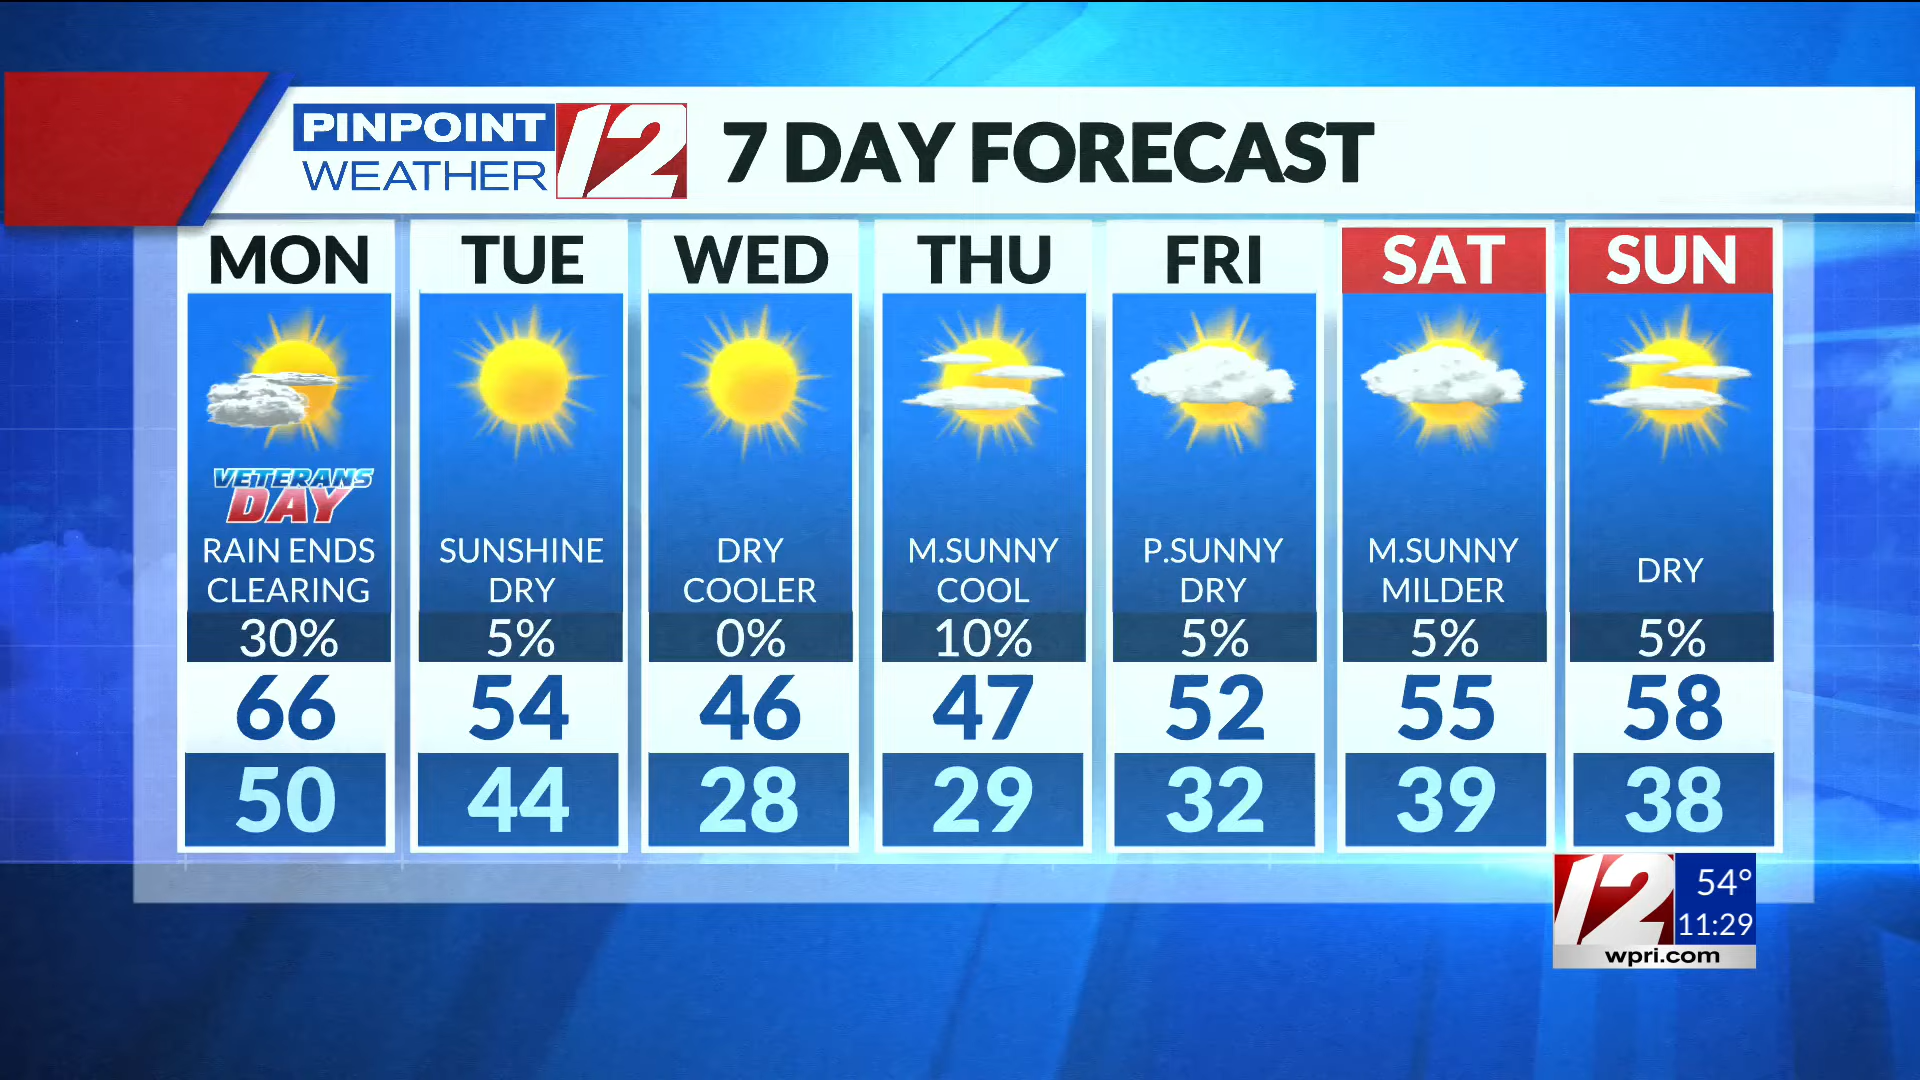 PINPOINT
WEATHER
12
7 DAY FORECAST
MON
VETERANS
DAY
RAIN ENDS
CLEARING
30%
66
50
TUE
SUNSHINE
DRY
5%
54
44
WED
DRY
COOLER
0%
46
28
THU
M.SUNNY
COOL
10%
47
29
FRI
P.SUNNY
DRY
5%
52
32
SAT
M.SUNNY
MILDER
5%
55
39
SUN
DRY
5%
58
38
12
54°
11:29
wpri.com